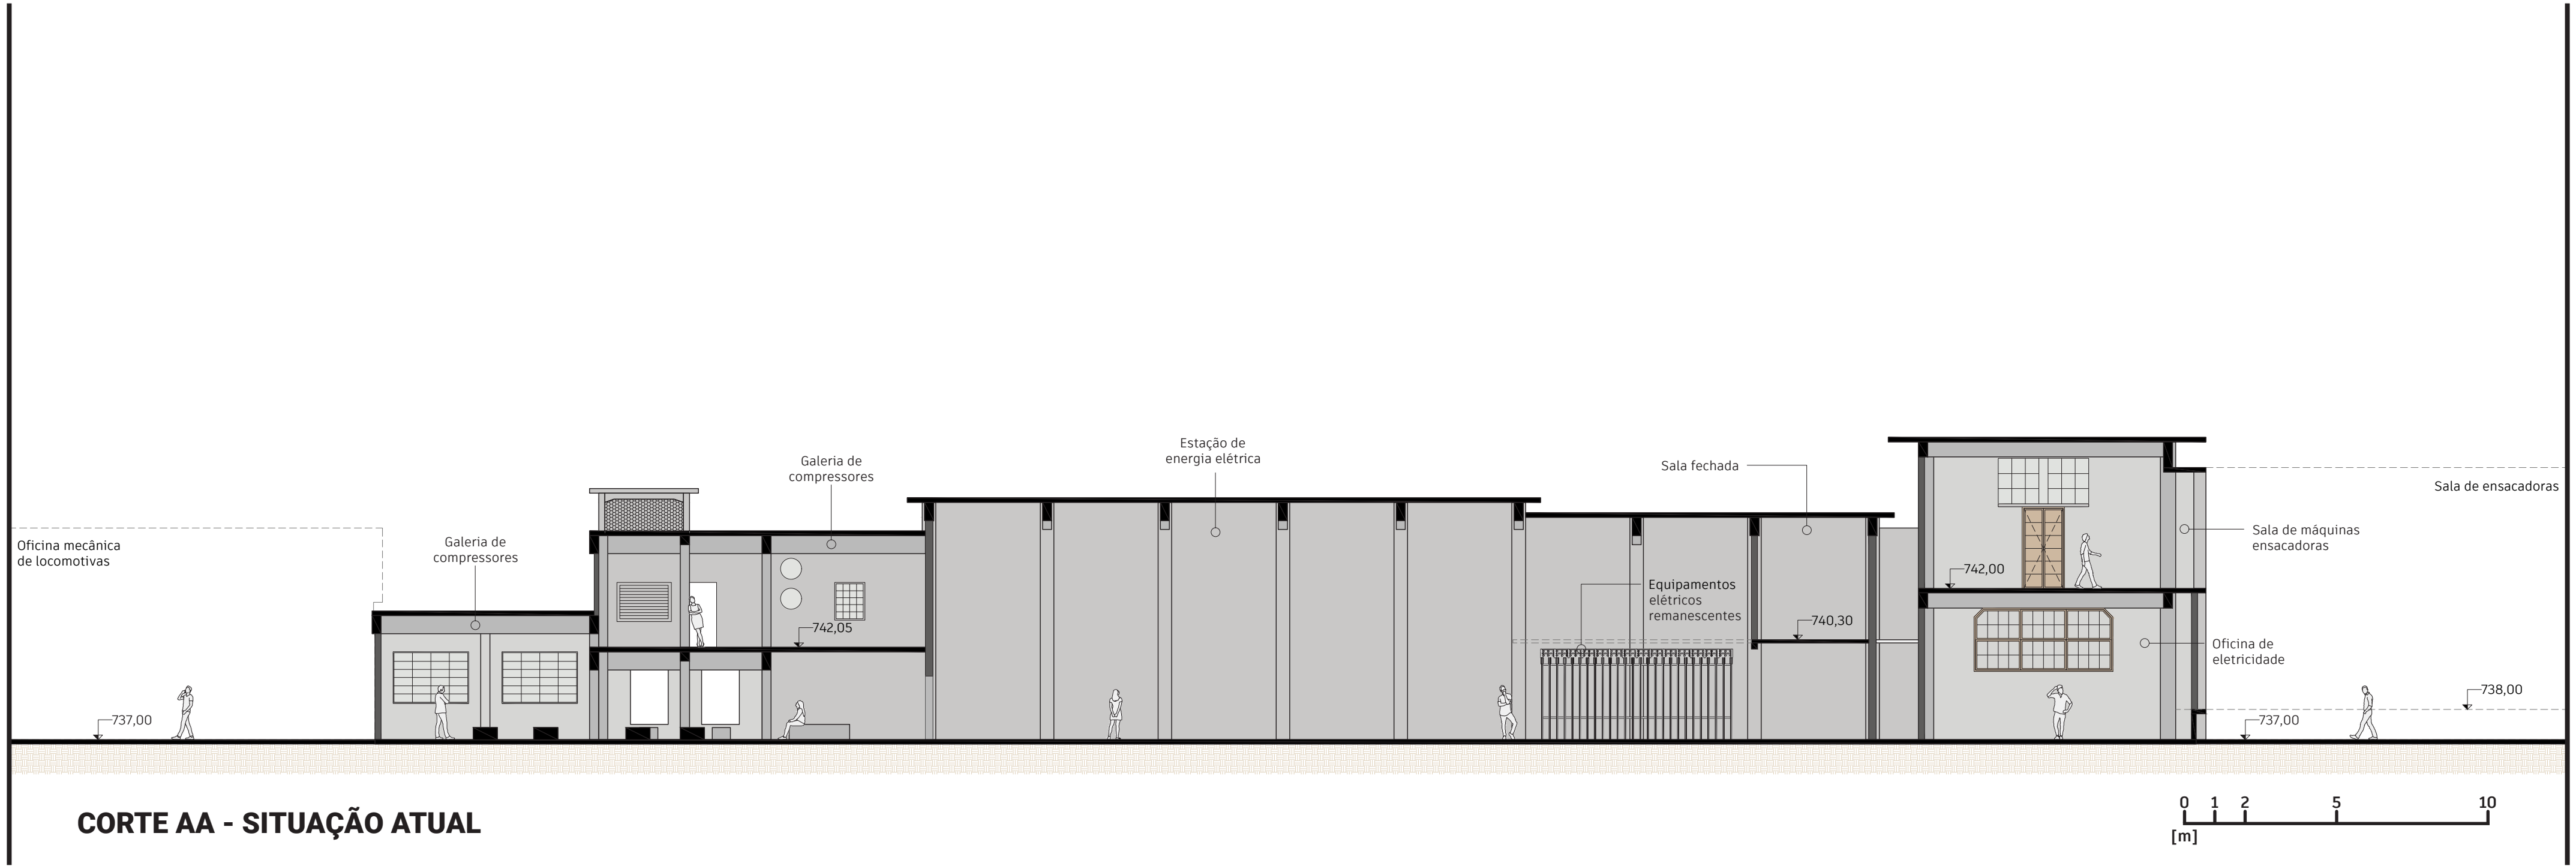 Estação de
energia elétrica
Galeria de
compressores
Sala fechada
Sala de ensacadoras
Oficina mecânica
de locomotivas
Galeria de
compressores
Sala de máquinas
ensacadoras
742,00
Equipamentos
elétricos
remanescentes
742,05
740,30
Oficina de
eletricidade
737,00
738,00
737,00
CORTE AA - SITUAÇÃO ATUAL
0 1 2 5 10
[m]